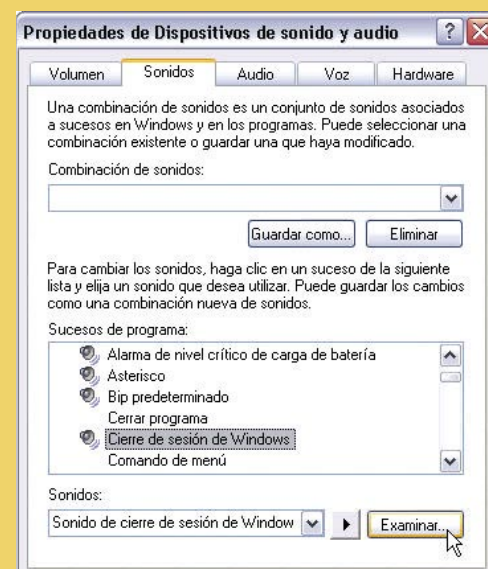 Propiedades de Dispositivos de sonido y audio
Volumen Sonidos Audio Voz Hardware
Una combinación de sonidos es un conjunto de sonidos asociados
a sucesos en Windows y en los programas. Puede seleccionar una
combinación existente o guardar una que haya modificado.
Combinación de sonidos:
Guardar como... Eliminar
Para cambiar los sonidos, haga clic en un suceso de la siguiente
lista y elija un sonido que desea utilizar. Puede guardar los cambios
como una combinación nueva de sonidos.
Sucesos de programa:
Alarma de nivel crítico de carga de batería
Asterisco
Bip predeterminado
Cerrar programa
Cierre de sesión de Windows
Comando de menú
Sonidos:
Sonido de cierre de sesión de Window Examinar...